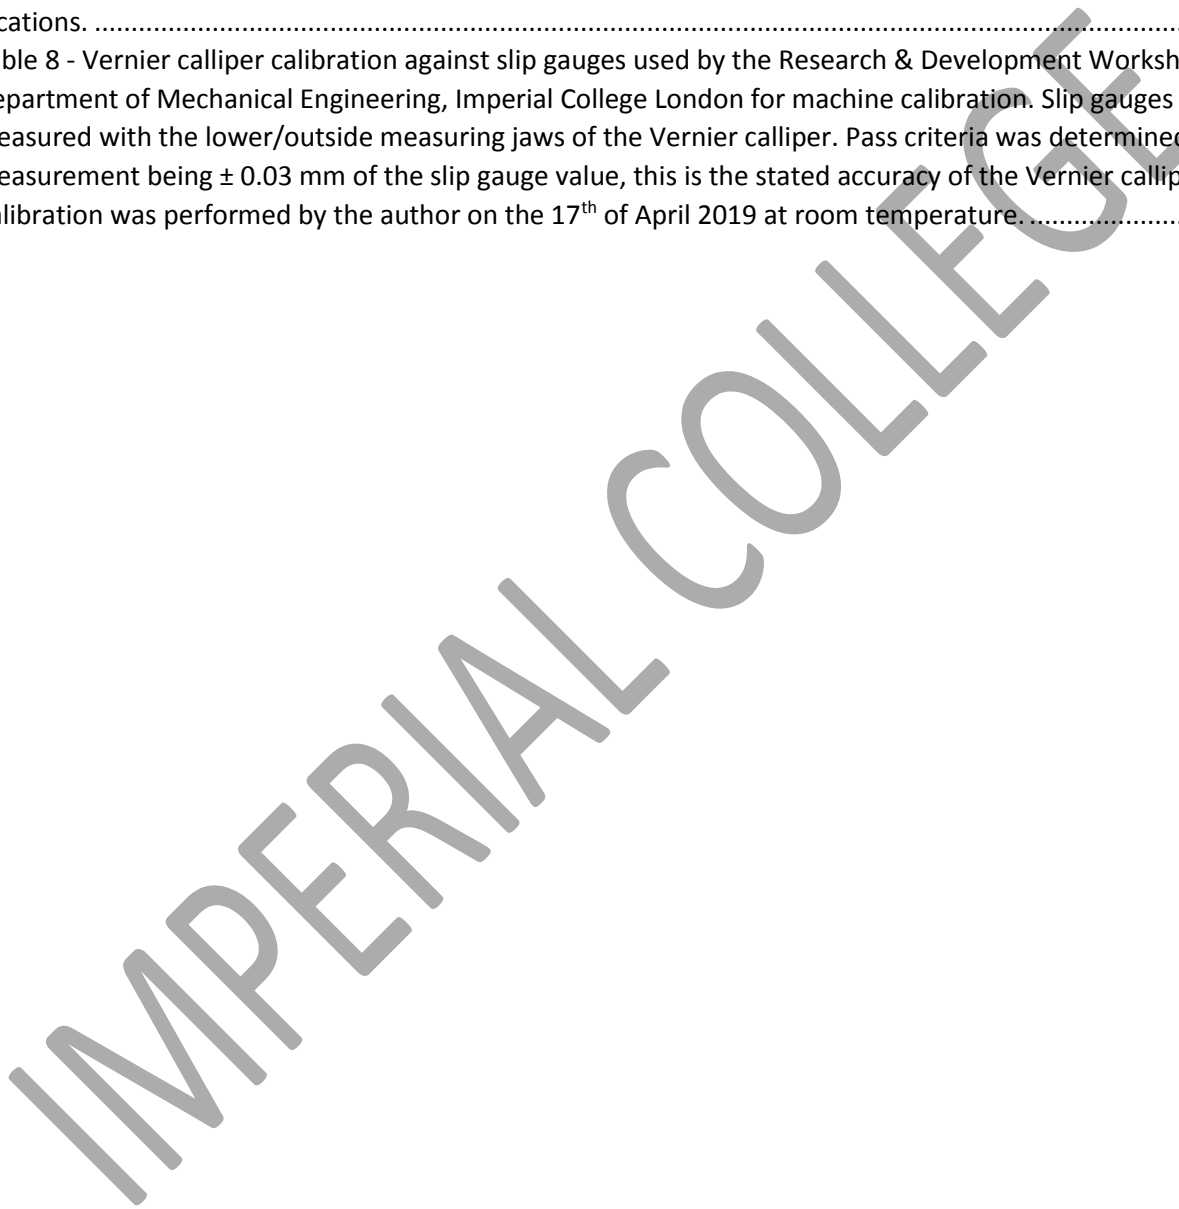 cations. ........................................................................................................................................
ble 8 - Vernier calliper calibration against slip gauges used by the Research & Development Worksh
epartment of Mechanical Engineering, Imperial College London for machine calibration. Slip gauges
easured with the lower/outside measuring jaws of the Vernier calliper. Pass criteria was determined
easurement being ± 0.03 mm of the slip gauge value, this is the stated accuracy of the Vernier callip
alibration was performed by the author on the 17th of April 2019 at room temperature. ....................
IMPERIAL COLLEGE